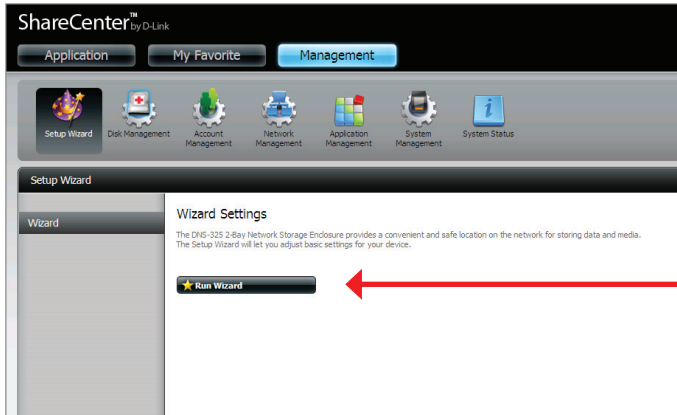 ShareCenter™ by D-Link
Application My Favorite Management
Setup Wizard Disk Management Account Management Network Management Application Management System Management System Status
Setup Wizard
Wizard
Wizard Settings
The DNS-325 2-Bay Network Storage Enclosure provides a convenient and safe location on the network for storing data and media.
The Setup Wizard will let you adjust basic settings for your device.
Run Wizard